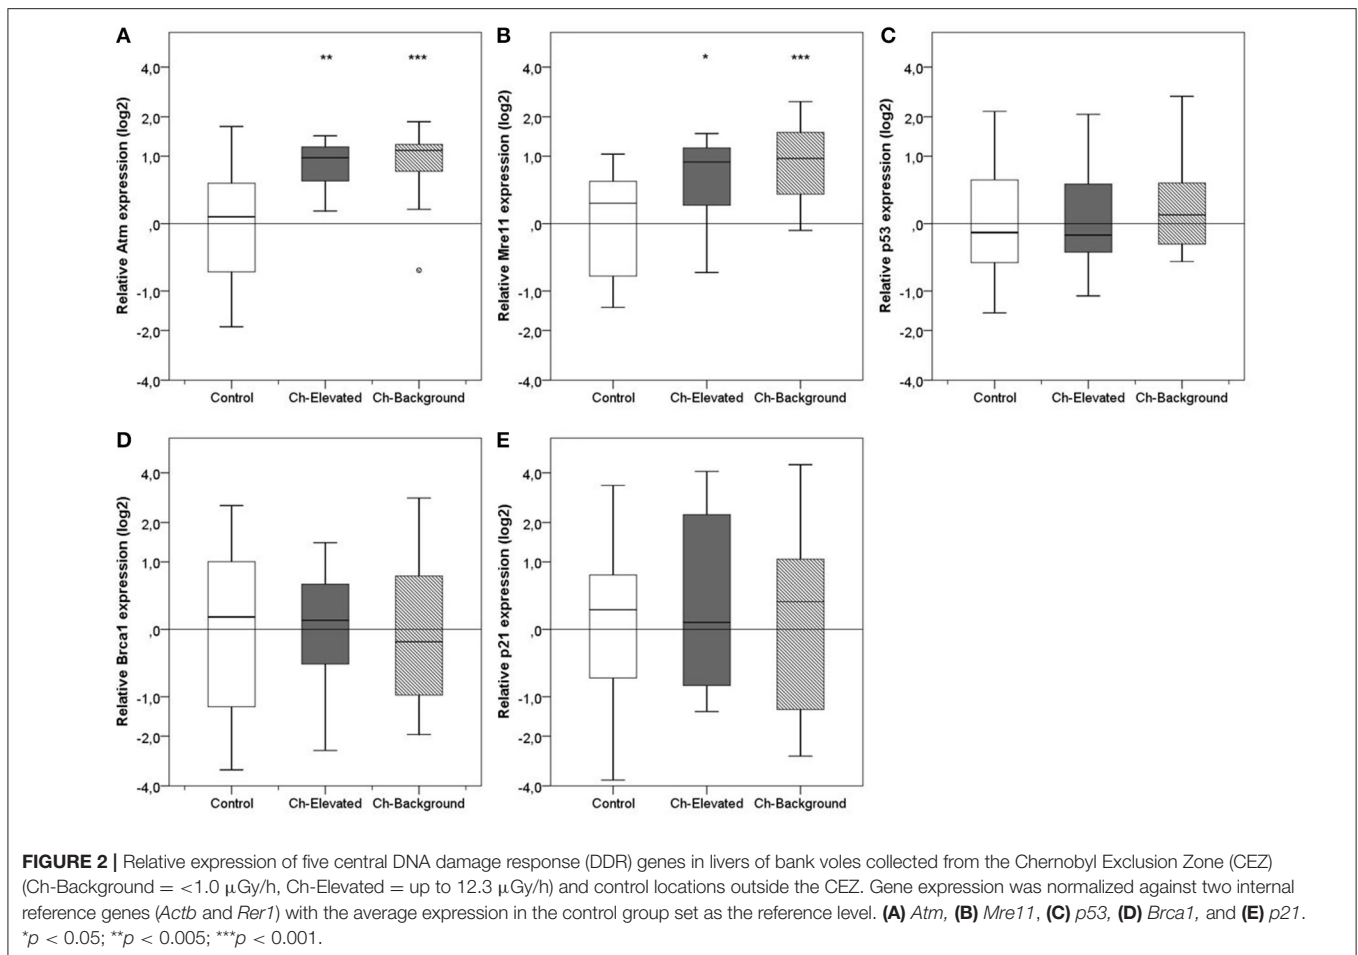 A
Relative Atm expression (log2)
4,0
2,0
1,0
,0
-1,0
-2,0
-4,0
** ***
Control Ch-Elevated Ch-Background
B
Relative Mre11 expression (log2)
4,0
2,0
1,0
,0
-1,0
-2,0
-4,0
* ***
Control Ch-Elevated Ch-Background
C
Relative p53 expression (log2)
4,0
2,0
1,0
,0
-1,0
-2,0
-4,0
Control Ch-Elevated Ch-Background
D
Relative Brca1 expression (log2)
4,0
2,0
1,0
,0
-1,0
-2,0
-4,0
Control Ch-Elevated Ch-Background
E
Relative p21 expression (log2)
4,0
2,0
1,0
,0
-1,0
-2,0
-4,0
Control Ch-Elevated Ch-Background
FIGURE 2 | Relative expression of five central DNA damage response (DDR) genes in livers of bank voles collected from the Chernobyl Exclusion Zone (CEZ)
(Ch-Background = <1.0 μGy/h, Ch-Elevated = up to 12.3 μGy/h) and control locations outside the CEZ. Gene expression was normalized against two internal
reference genes (Actb and Rer1) with the average expression in the control group set as the reference level. (A) Atm, (B) Mre11, (C) p53, (D) Brca1, and (E) p21.
*p < 0.05; **p < 0.005; ***p < 0.001.